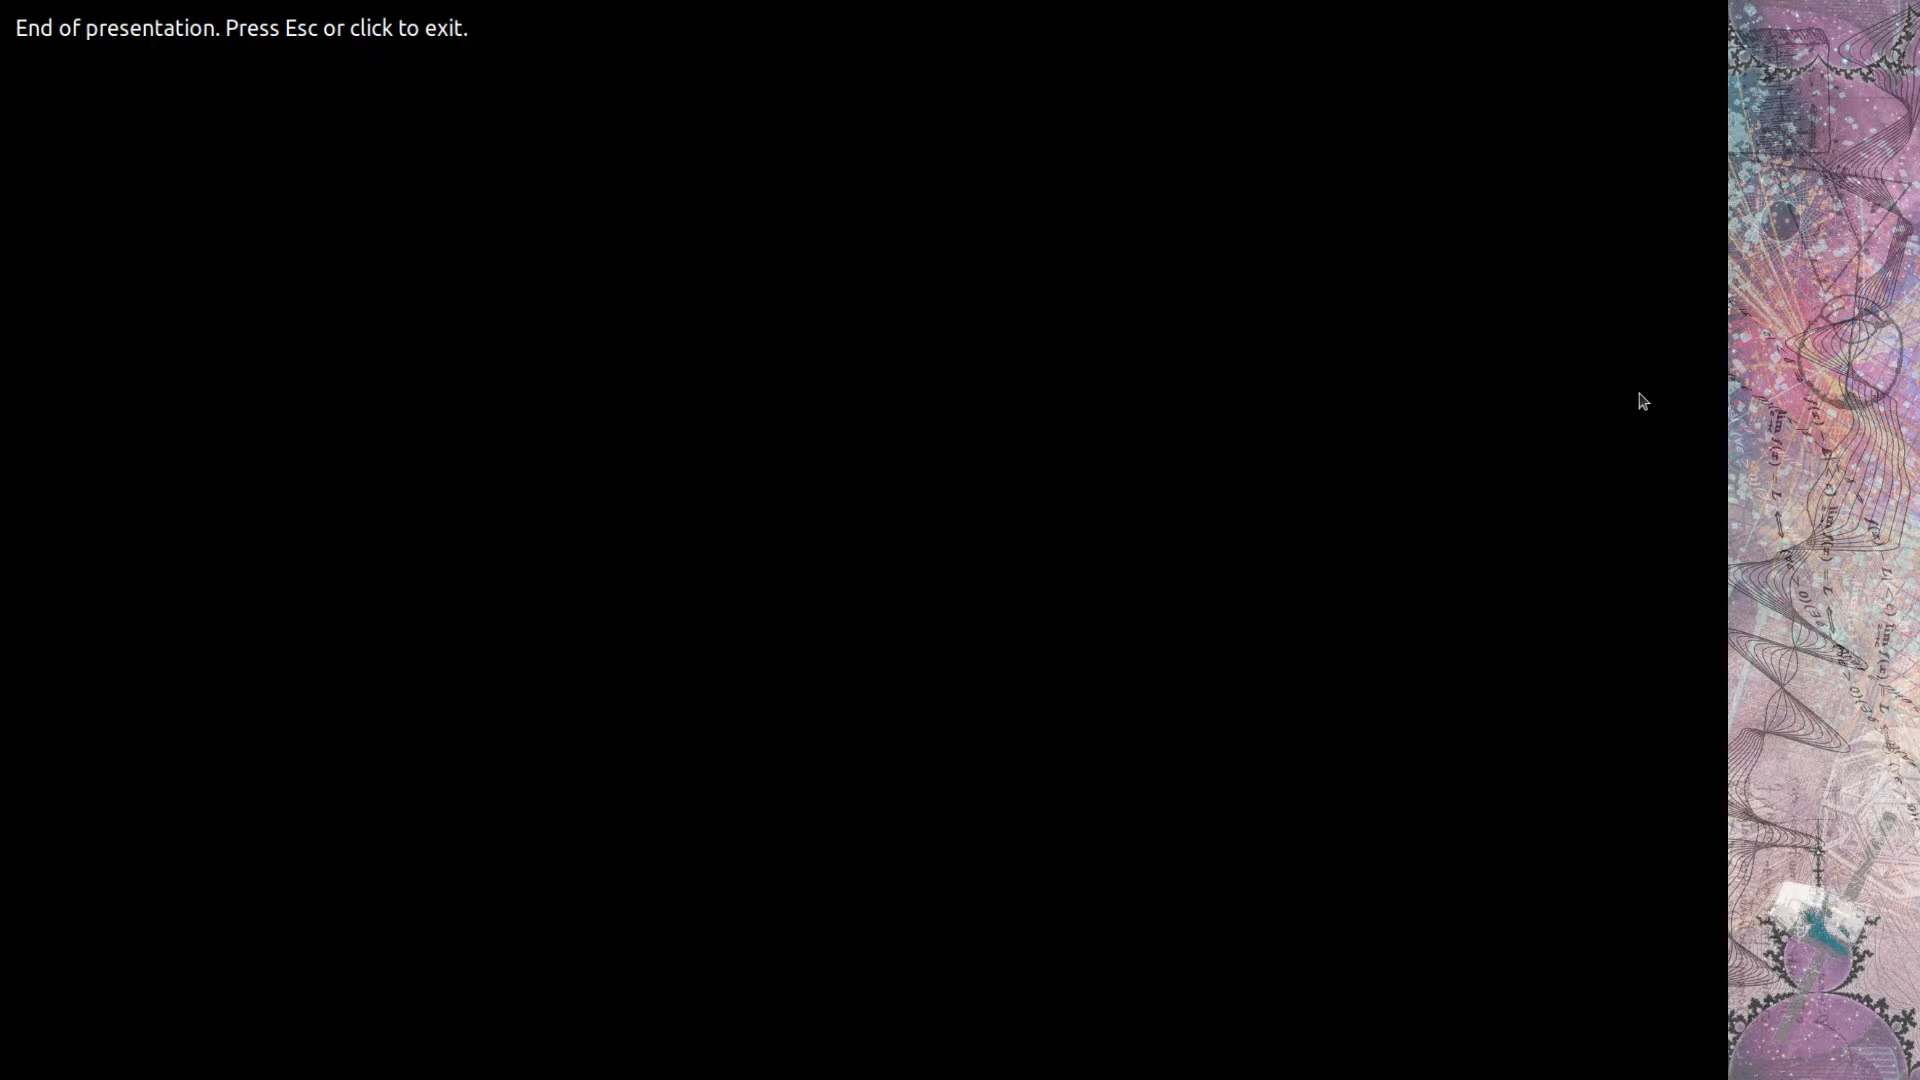 End of presentation. Press Esc or click to exit.